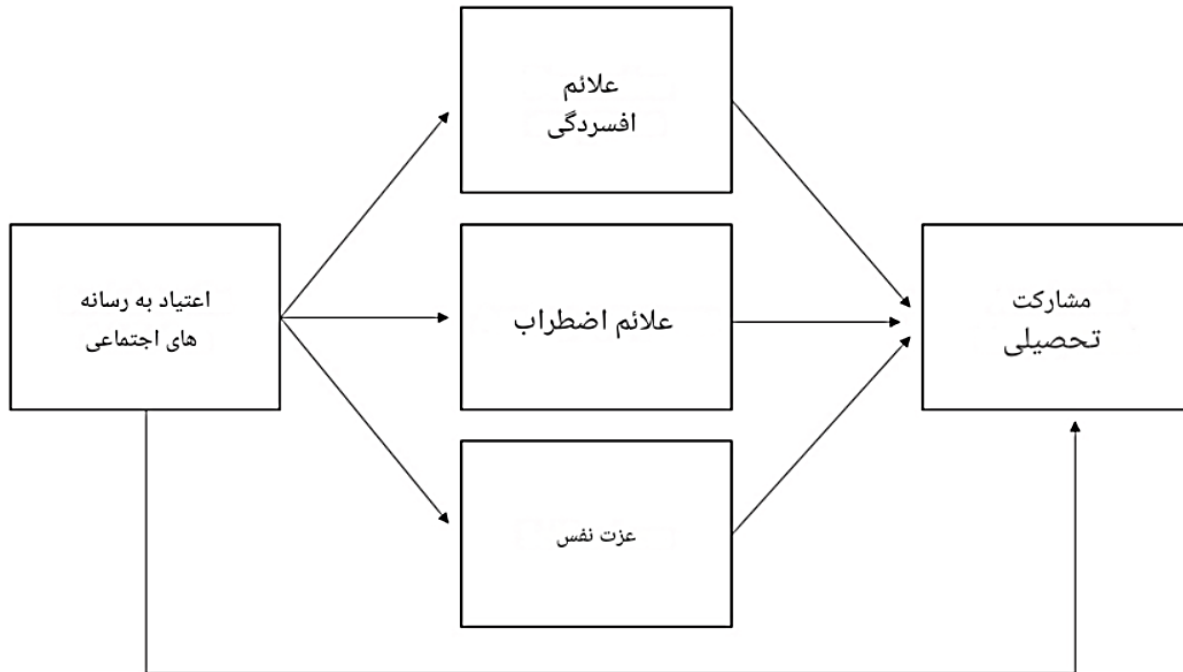 علائم
افسردگی
اعتیاد به رسانه
های اجتماعی
علائم اضطراب
مشارکت
تحصیلی
عزت نفس